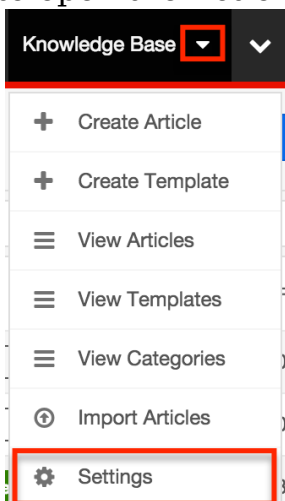 Knowledge Base
Create Article
Create Template
View Articles
View Templates
View Categories
Import Articles
Settings